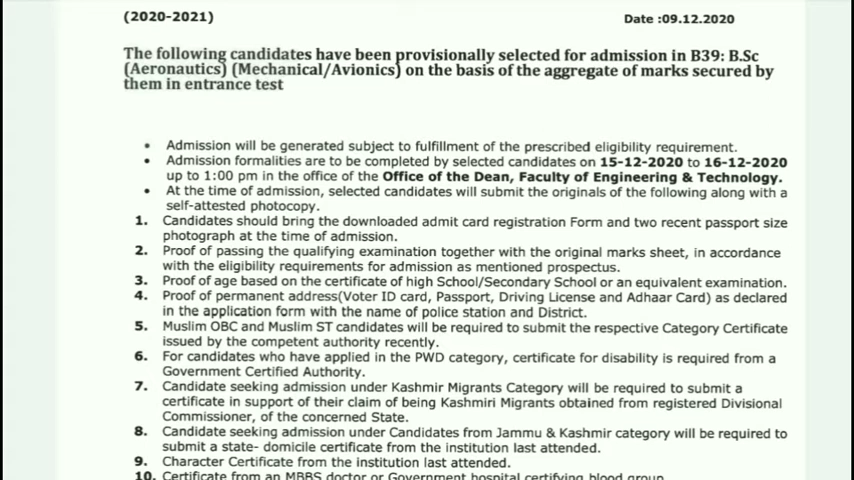 (2020-2021)
Date :09.12.2020
The following candidates have been provisionally selected for admission in B39: B.Sc
(Aeronautics) (Mechanical/Avionics) on the basis of the aggregate of marks secured by
them in entrance test
• Admission will be generated subject to fulfillment of the prescribed eligibility requirement.
• Admission formalities are to be completed by selected candidates on 15-12-2020 to 16-12-2020
up to 1:00 pm in the office of the Office of the Dean, Faculty of Engineering & Technology.
• At the time of admission, selected candidates will submit the originals of the following along with a
self-attested photocopy.
1. Candidates should bring the downloaded admit card registration Form and two recent passport size
photograph at the time of admission.
2. Proof of passing the qualifying examination together with the original marks sheet, in accordance
with the eligibility requirements for admission as mentioned prospectus.
3. Proof of age based on the certificate of high School/Secondary School or an equivalent examination.
4. Proof of permanent address(Voter ID card, Passport, Driving License and Adhaar Card) as declared
in the application form with the name of police station and District.
5. Muslim OBC and Muslim ST candidates will be required to submit the respective Category Certificate
issued by the competent authority recently.
6. For candidates who have applied in the PWD category, certificate for disability is required from a
Government Certified Authority.
7. Candidate seeking admission under Kashmir Migrants Category will be required to submit a
certificate in support of their claim of being Kashmiri Migrants obtained from registered Divisional
Commissioner, of the concerned State.
8. Candidate seeking admission under Candidates from Jammu & Kashmir category will be required to
submit a state- domicile certificate from the institution last attended.
9. Character Certificate from the institution last attended.
10. Certificate from an MBBS doctor or Government hospital certifying blood group